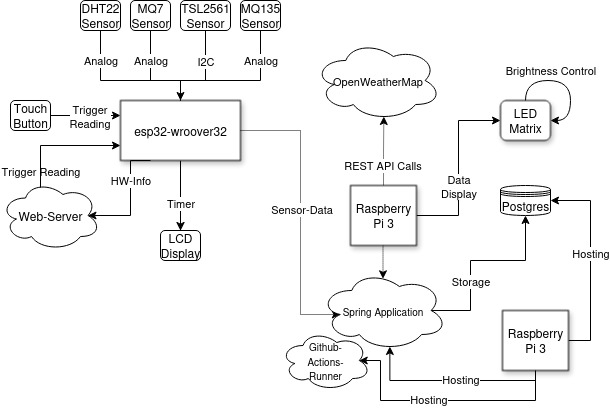 DHT22
Sensor
MQ7
Sensor
TSL2561
Sensor
MQ135
Sensor
Analog
Analog
I2C
Analog
Touch
Button
Trigger
Reading
esp32-wroover32
Trigger Reading
HW-Info
Web-Server
Timer
LCD
Display
Sensor-Data
OpenWeatherMap
REST API Calls
Raspberry
Pi 3
Data
Display
Brightness Control
LED
Matrix
Postgres
Storage
Hosting
Spring Application
Raspberry
Pi 3
Github-
Actions-
Runner
Hosting
Hosting